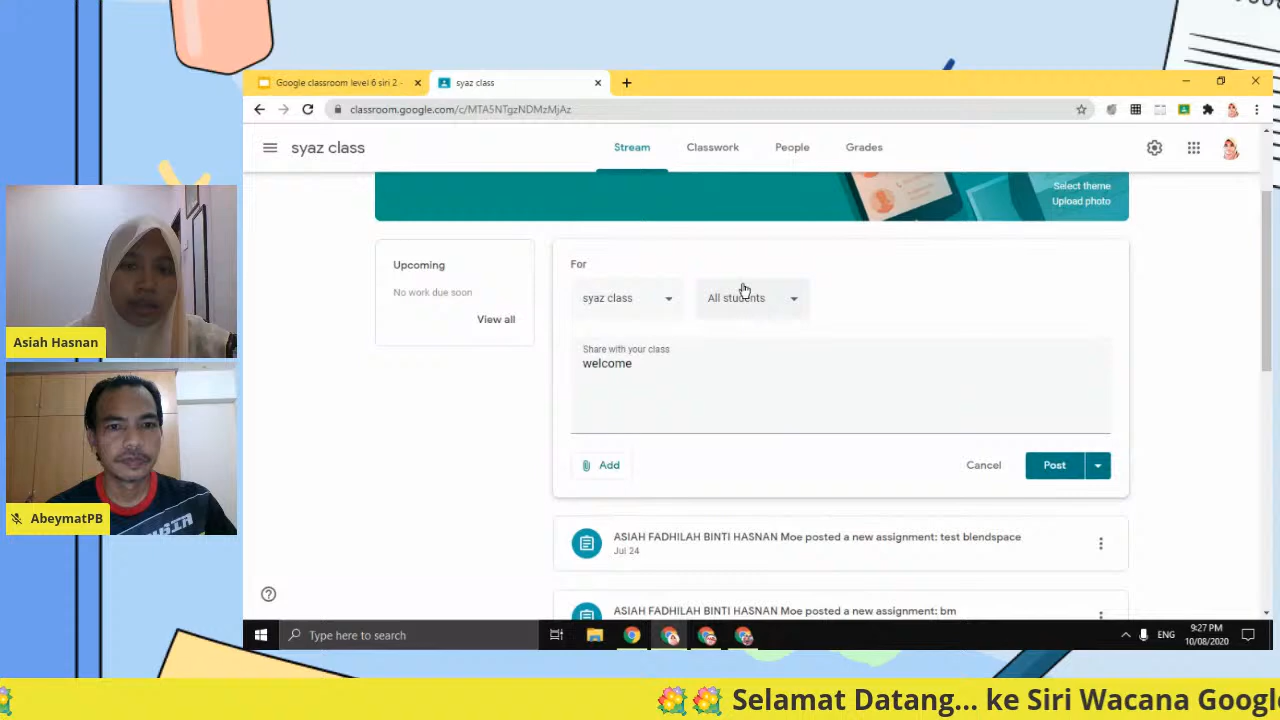 Google classroom level 6 siri 2 -
syaz class
classroom.google.com/c/MTA5NTgzNDMzMjAz
syaz class
Stream
Classwork
People
Grades
Select theme
Upload photo
Upcoming
No work due soon
View all
For
syaz class
All students
Share with your class
welcome
Add
Cancel
Post
ASIAH FADHILAH BINTI HASNAN Moe posted a new assignment: test blendspace
Jul 24
ASIAH FADHILAH BINTI HASNAN Moe posted a new assignment: bm
Type here to search
ENG
9:27 PM
10/08/2020
Asiah Hasnan
AbeymatPB
Selamat Datang... ke Siri Wacana Google